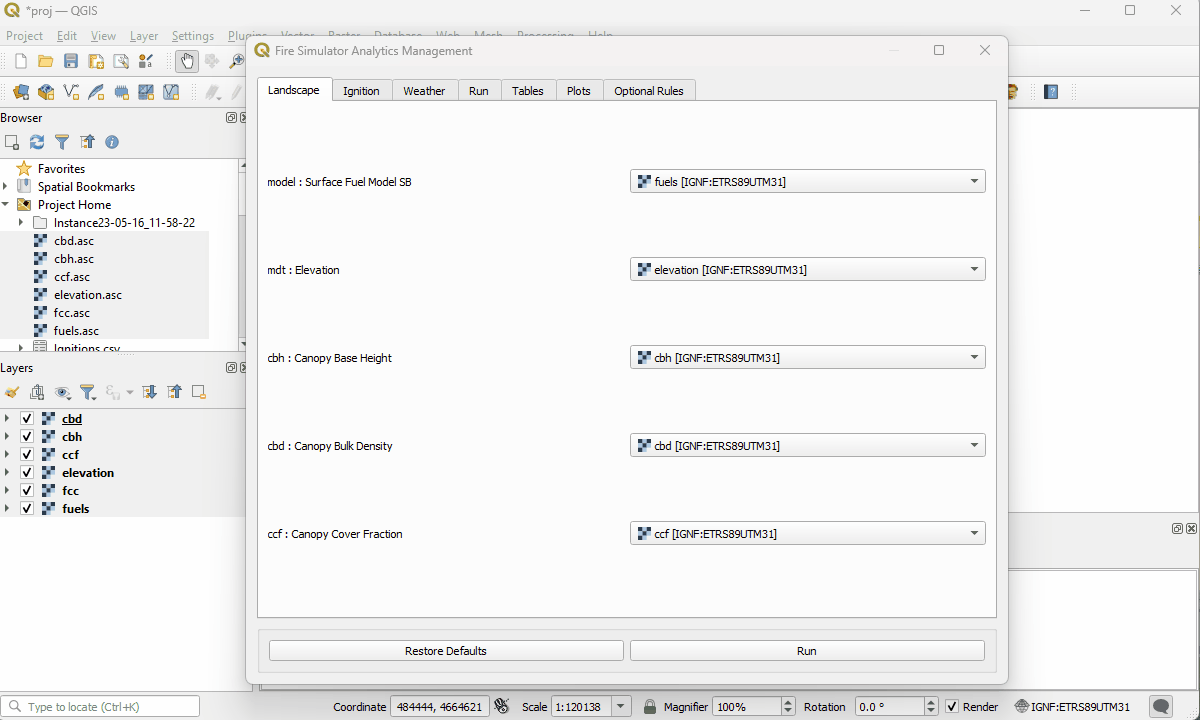 *proj — QGIS
Project Edit View Layer Settings Plugins Vector Raster Database Web Mesh Processing Help
Fire Simulator Analytics Management
Landscape Ignition Weather Run Tables Plots Optional Rules
Browser
Favorites
Spatial Bookmarks
Project Home
Instance23-05-16_11-58-22
cbd.asc
cbh.asc
ccf.asc
elevation.asc
fcc.asc
fuels.asc
Ignitions.csv
Layers
cbd
cbh
ccf
elevation
fcc
fuels
model : Surface Fuel Model SB
fuels [IGNF:ETRS89UTM31]
mdt : Elevation
elevation [IGNF:ETRS89UTM31]
cbh : Canopy Base Height
cbh [IGNF:ETRS89UTM31]
cbd : Canopy Bulk Density
cbd [IGNF:ETRS89UTM31]
ccf : Canopy Cover Fraction
ccf [IGNF:ETRS89UTM31]
Restore Defaults Run
Type to locate (Ctrl+K) Coordinate 484444, 4664621 Scale 1:120138 Magnifier 100% Rotation 0.0 ° Render IGNF:ETRS89UTM31